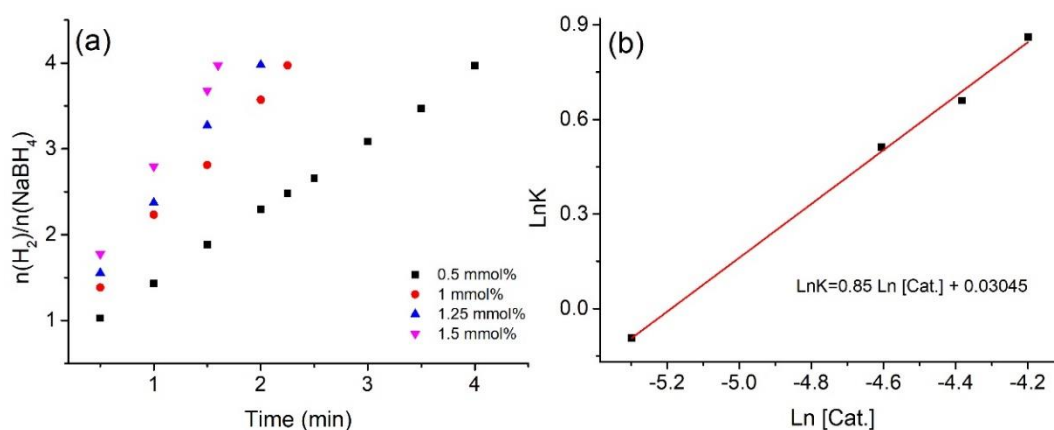 (a)
n(H₂)/n(NaBH₄)
4
3
2
1
1 2 3 4
Time (min)
0.5 mmol%
1 mmol%
1.25 mmol%
1.5 mmol%
(b)
LnK
0.9
0.6
0.3
0.0
-5.2 -5.0 -4.8 -4.6 -4.4 -4.2
Ln [Cat.]
LnK=0.85 Ln [Cat.] + 0.03045